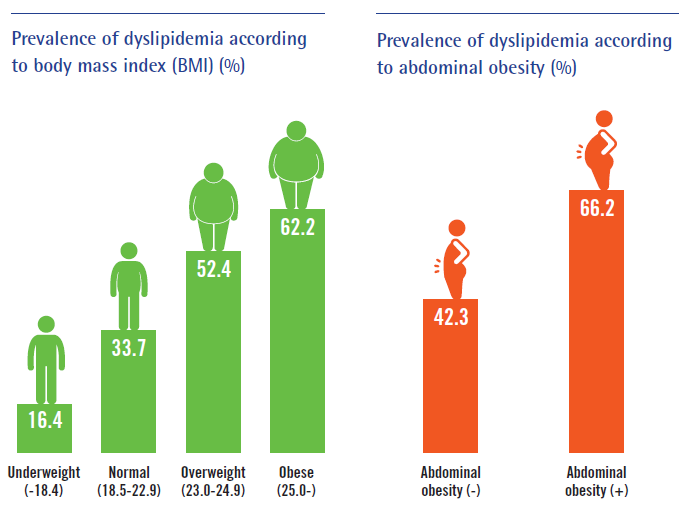 Prevalence of dyslipidemia according
to body mass index (BMI) (%)
16.4
33.7
52.4
62.2
Underweight
(-18.4)
Normal
(18.5-22.9)
Overweight
(23.0-24.9)
Obese
(25.0-)
Prevalence of dyslipidemia according
to abdominal obesity (%)
42.3
66.2
Abdominal
obesity (-)
Abdominal
obesity (+)